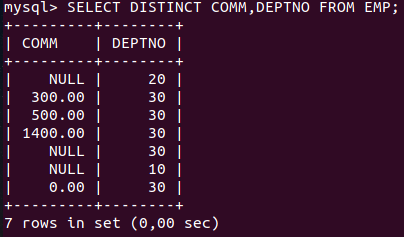 mysql> SELECT DISTINCT COMM,DEPTNO FROM EMP;
+---------+--------+
| COMM    | DEPTNO |
+---------+--------+
|    NULL |     20 |
|  300.00 |     30 |
|  500.00 |     30 |
| 1400.00 |     30 |
|    NULL |     30 |
|    NULL |     10 |
|    0.00 |     30 |
+---------+--------+
7 rows in set (0,00 sec)